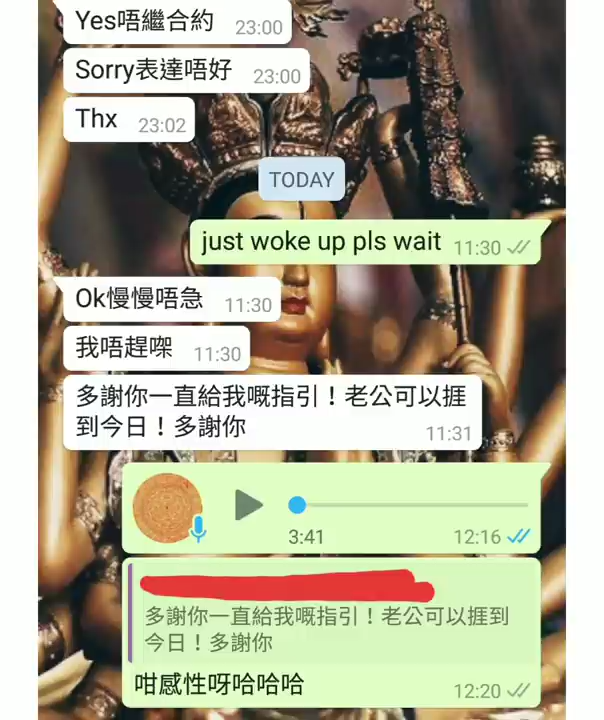 Yes唔繼合約 23:00
Sorry表達唔好 23:00
Thx 23:02
TODAY
just woke up pls wait 11:30
Ok慢慢唔急 11:30
我唔趕㗎 11:30
多謝你一直給我嘅指引！老公可以捱
到今日！多謝你 11:31
3:41 12:16
多謝你一直給我嘅指引！老公可以捱到
今日！多謝你
咁感性呀哈哈哈 12:20